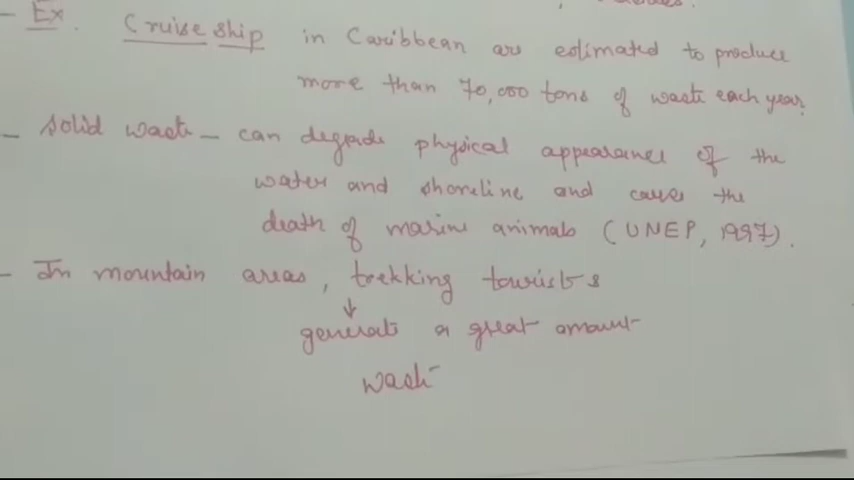 - Ex. Cruise ship in Caribbean are estimated to produce
more than 70,000 tons of waste each year.
- Solid waste - can degrade physical appearance of the
water and shoreline and cause the
death of marine animals (UNEP, 1997).
- In mountain areas, trekking tourists
↓
generate a great amount
waste